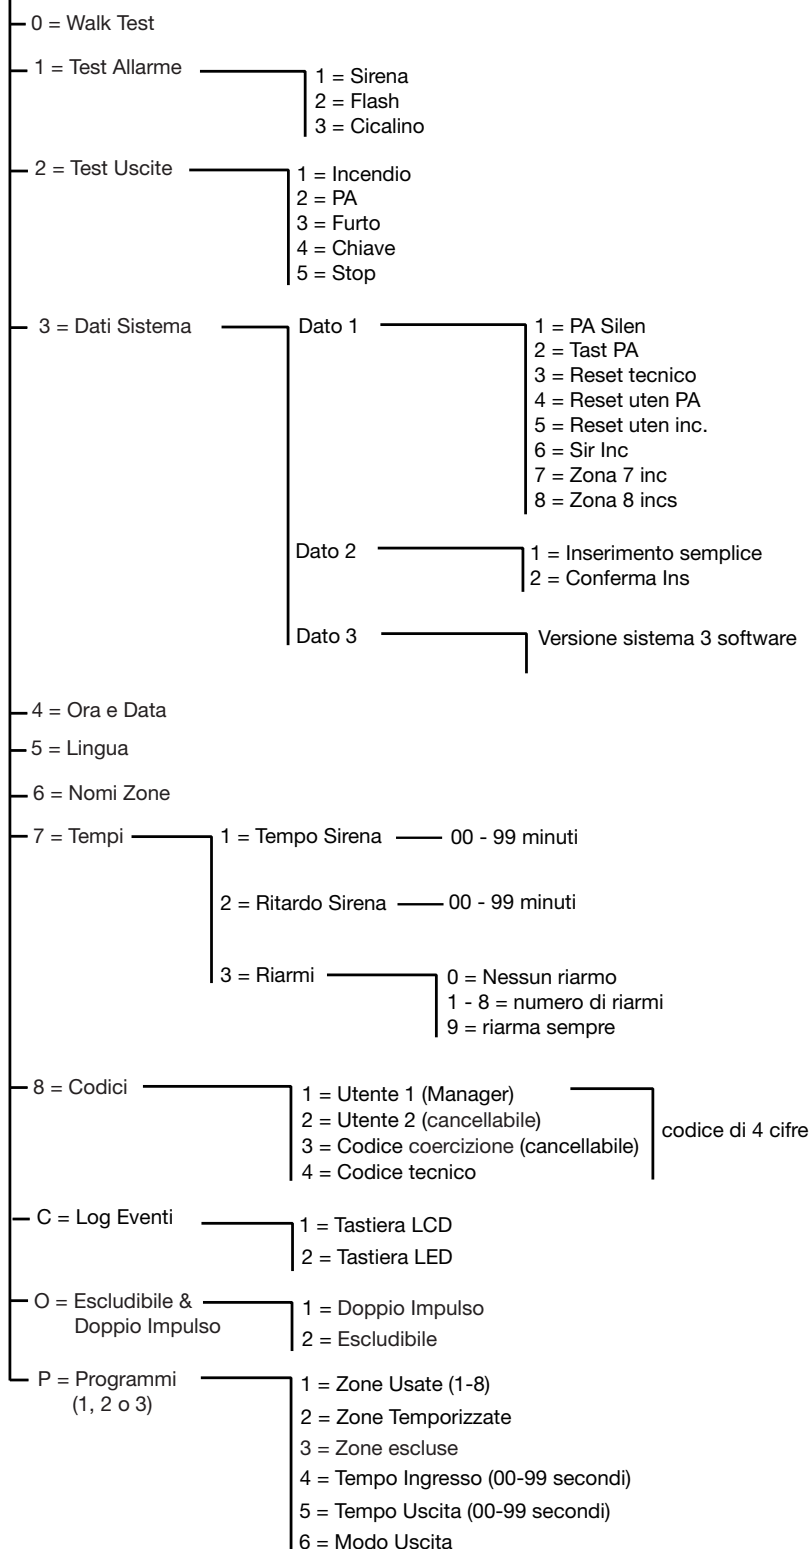 0 = Walk Test
1 = Test Allarme
1 = Sirena
2 = Flash
3 = Cicalino
2 = Test Uscite
1 = Incendio
2 = PA
3 = Furto
4 = Chiave
5 = Stop
3 = Dati Sistema
Dato 1
1 = PA Silen
2 = Tast PA
3 = Reset tecnico
4 = Reset uten PA
5 = Reset uten inc.
6 = Sir Inc
7 = Zona 7 inc
8 = Zona 8 incs
Dato 2
1 = Inserimento semplice
2 = Conferma Ins
Dato 3
Versione sistema 3 software
4 = Ora e Data
5 = Lingua
6 = Nomi Zone
7 = Tempi
1 = Tempo Sirena
00 - 99 minuti
2 = Ritardo Sirena
00 - 99 minuti
3 = Riarmi
0 = Nessun riarmo
1 - 8 = numero di riarmi
9 = riarma sempre
8 = Codici
1 = Utente 1 (Manager)
2 = Utente 2 (cancellabile)
3 = Codice coercizione (cancellabile)
4 = Codice tecnico
codice di 4 cifre
C = Log Eventi
1 = Tastiera LCD
2 = Tastiera LED
O = Escludibile &
Doppio Impulso
1 = Doppio Impulso
2 = Escludibile
P = Programmi
(1, 2 o 3)
1 = Zone Usate (1-8)
2 = Zone Temporizzate
3 = Zone escluse
4 = Tempo Ingresso (00-99 secondi)
5 = Tempo Uscita (00-99 secondi)
6 = Modo Uscita